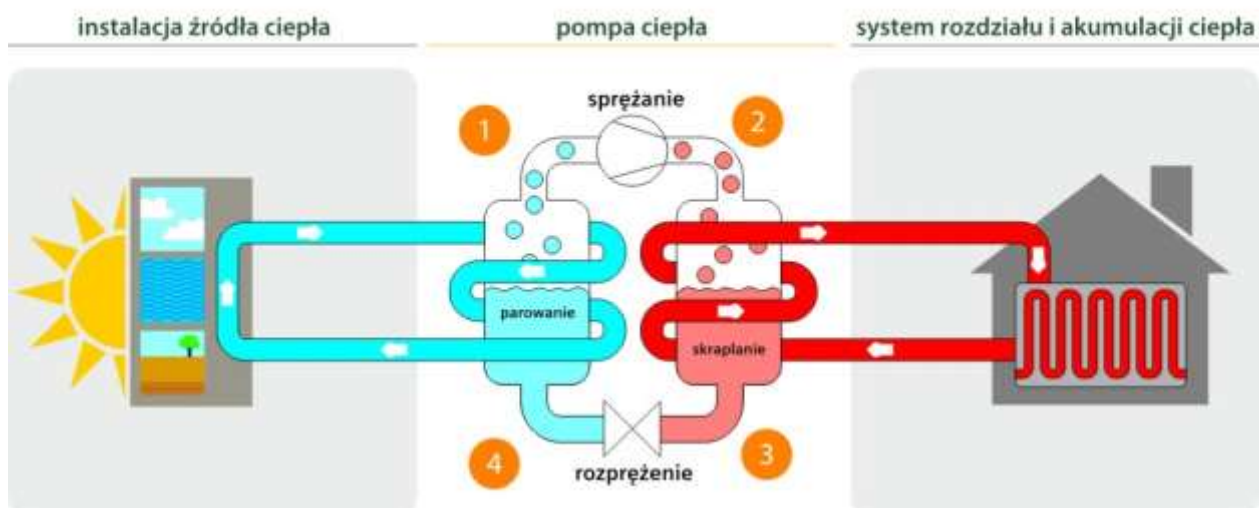 instalacja źródła ciepła
pompa ciepła
system rozdziału i akumulacji ciepła
sprężanie
1
2
parowanie
skraplanie
4
3
rozprężenie